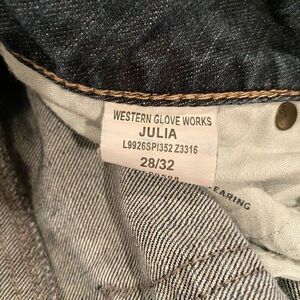 WESTERN GLOVE WORKS
JULIA
L9926SPI352 Z3316
28/32
EARING